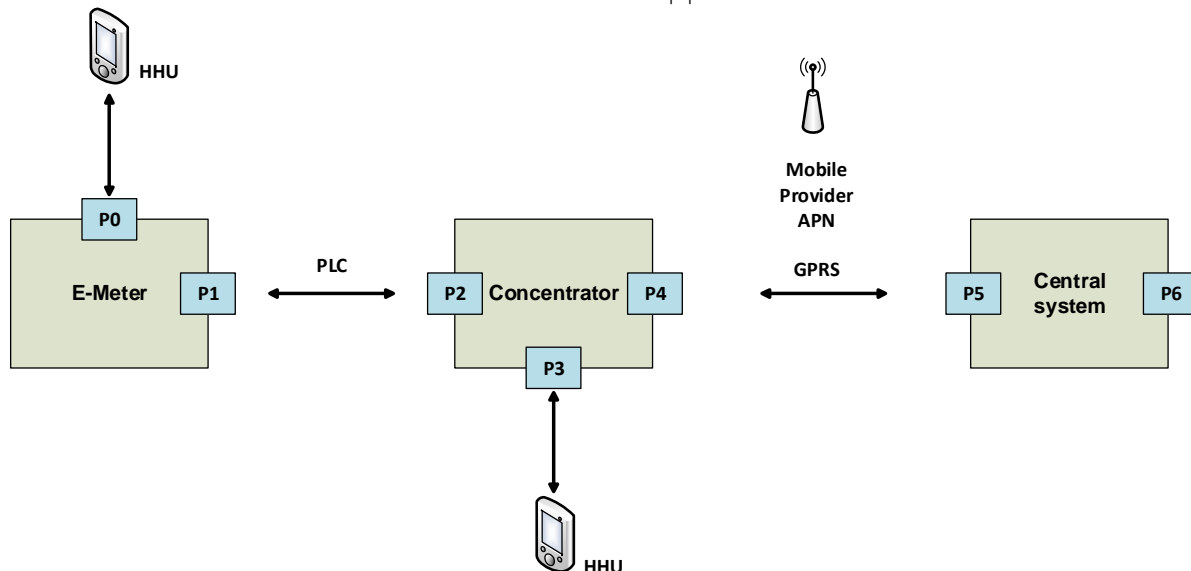 HHU
P0
E-Meter
P1
PLC
P2
Concentrator
P4
P3
HHU
Mobile
Provider
APN
GPRS
P5
Central
system
P6